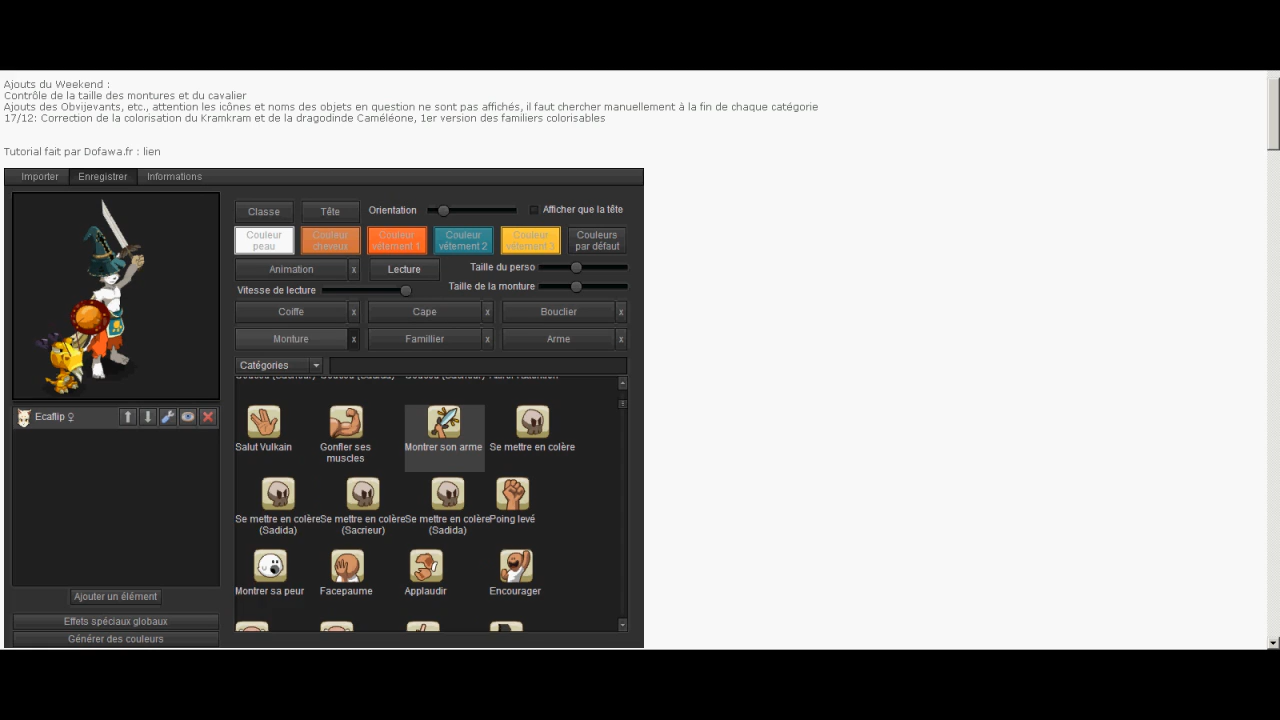 Ajouts du Weekend :
Contrôle de la taille des montures et du cavalier
Ajouts des Obvijevants, etc., attention les icônes et noms des objets en question ne sont pas affichés, il faut chercher manuellement à la fin de chaque catégorie
17/12: Correction de la colorisation du Kramkram et de la dragodinde Caméléone, 1er version des familiers colorisables
Tutorial fait par Dofawa.fr : lien
Importer Enregistrer Informations
Classe Tête Orientation Afficher que la tête
Couleur peau
Couleur cheveux
Couleur vêtement 1
Couleur vêtement 2
Couleur vêtement 3
Couleurs par défaut
Animation x Lecture Taille du perso
Vitesse de lecture Taille de la monture
Coiffe x Cape x Bouclier x
Monture x Famillier x Arme x
Catégories
Ecaflip ♀
Salut Vulkain
Gonfler ses
muscles
Montrer son arme
Se mettre en colère
Se mettre en colère
(Sadida)
Se mettre en colère
(Sacrieur)
Se mettre en colère
(Sadida)
Poing levé
Montrer sa peur
Facepaume
Applaudir
Encourager
Ajouter un élément
Effets spéciaux globaux
Générer des couleurs